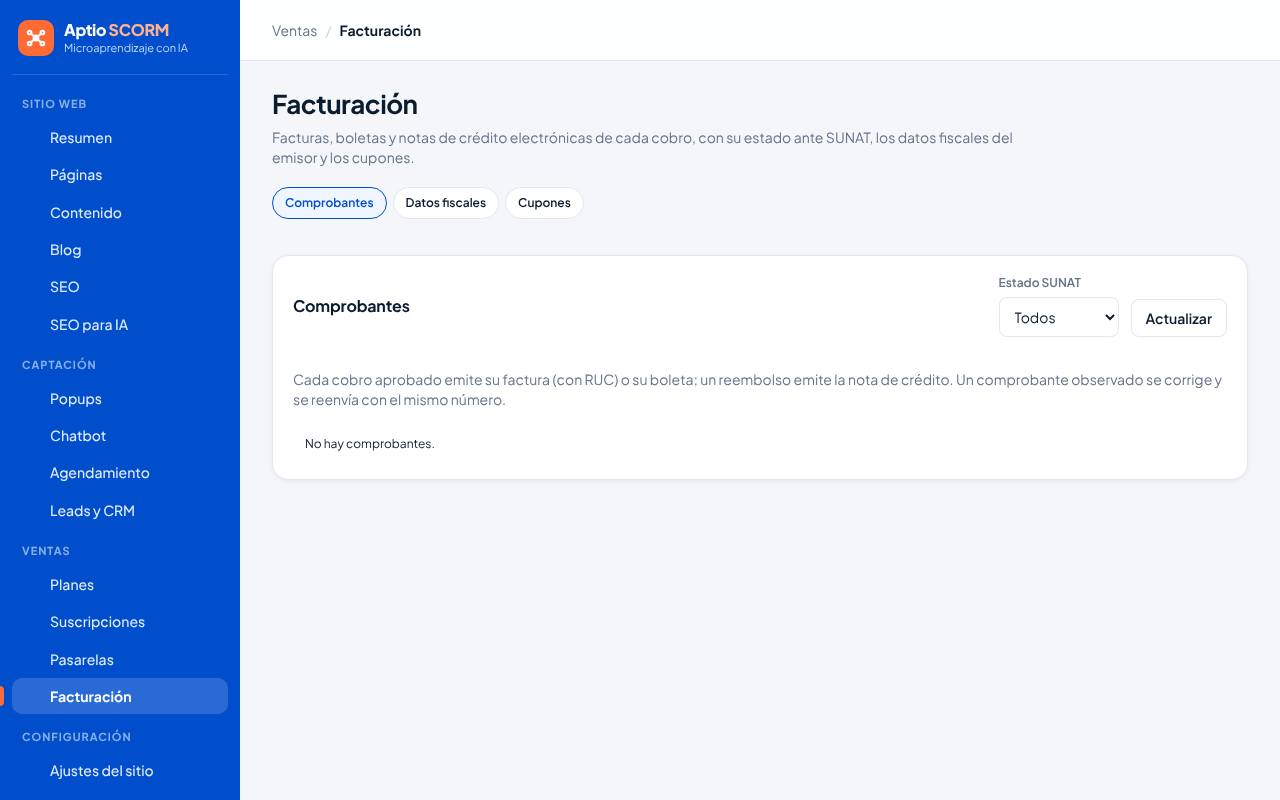 Aptio SCORM
Microaprendizaje con IA
SITIO WEB
Resumen
Páginas
Contenido
Blog
SEO
SEO para IA
CAPTACIÓN
Popups
Chatbot
Agendamiento
Leads y CRM
VENTAS
Planes
Suscripciones
Pasarelas
Facturación
CONFIGURACIÓN
Ajustes del sitio
Ventas / Facturación
Facturación
Facturas, boletas y notas de crédito electrónicas de cada cobro, con su estado ante SUNAT, los datos fiscales del
emisor y los cupones.
Comprobantes Datos fiscales Cupones
Estado SUNAT
Comprobantes Todos Actualizar
Cada cobro aprobado emite su factura (con RUC) o su boleta; un reembolso emite la nota de crédito. Un comprobante observado se corrige y
se reenvía con el mismo número.
No hay comprobantes.